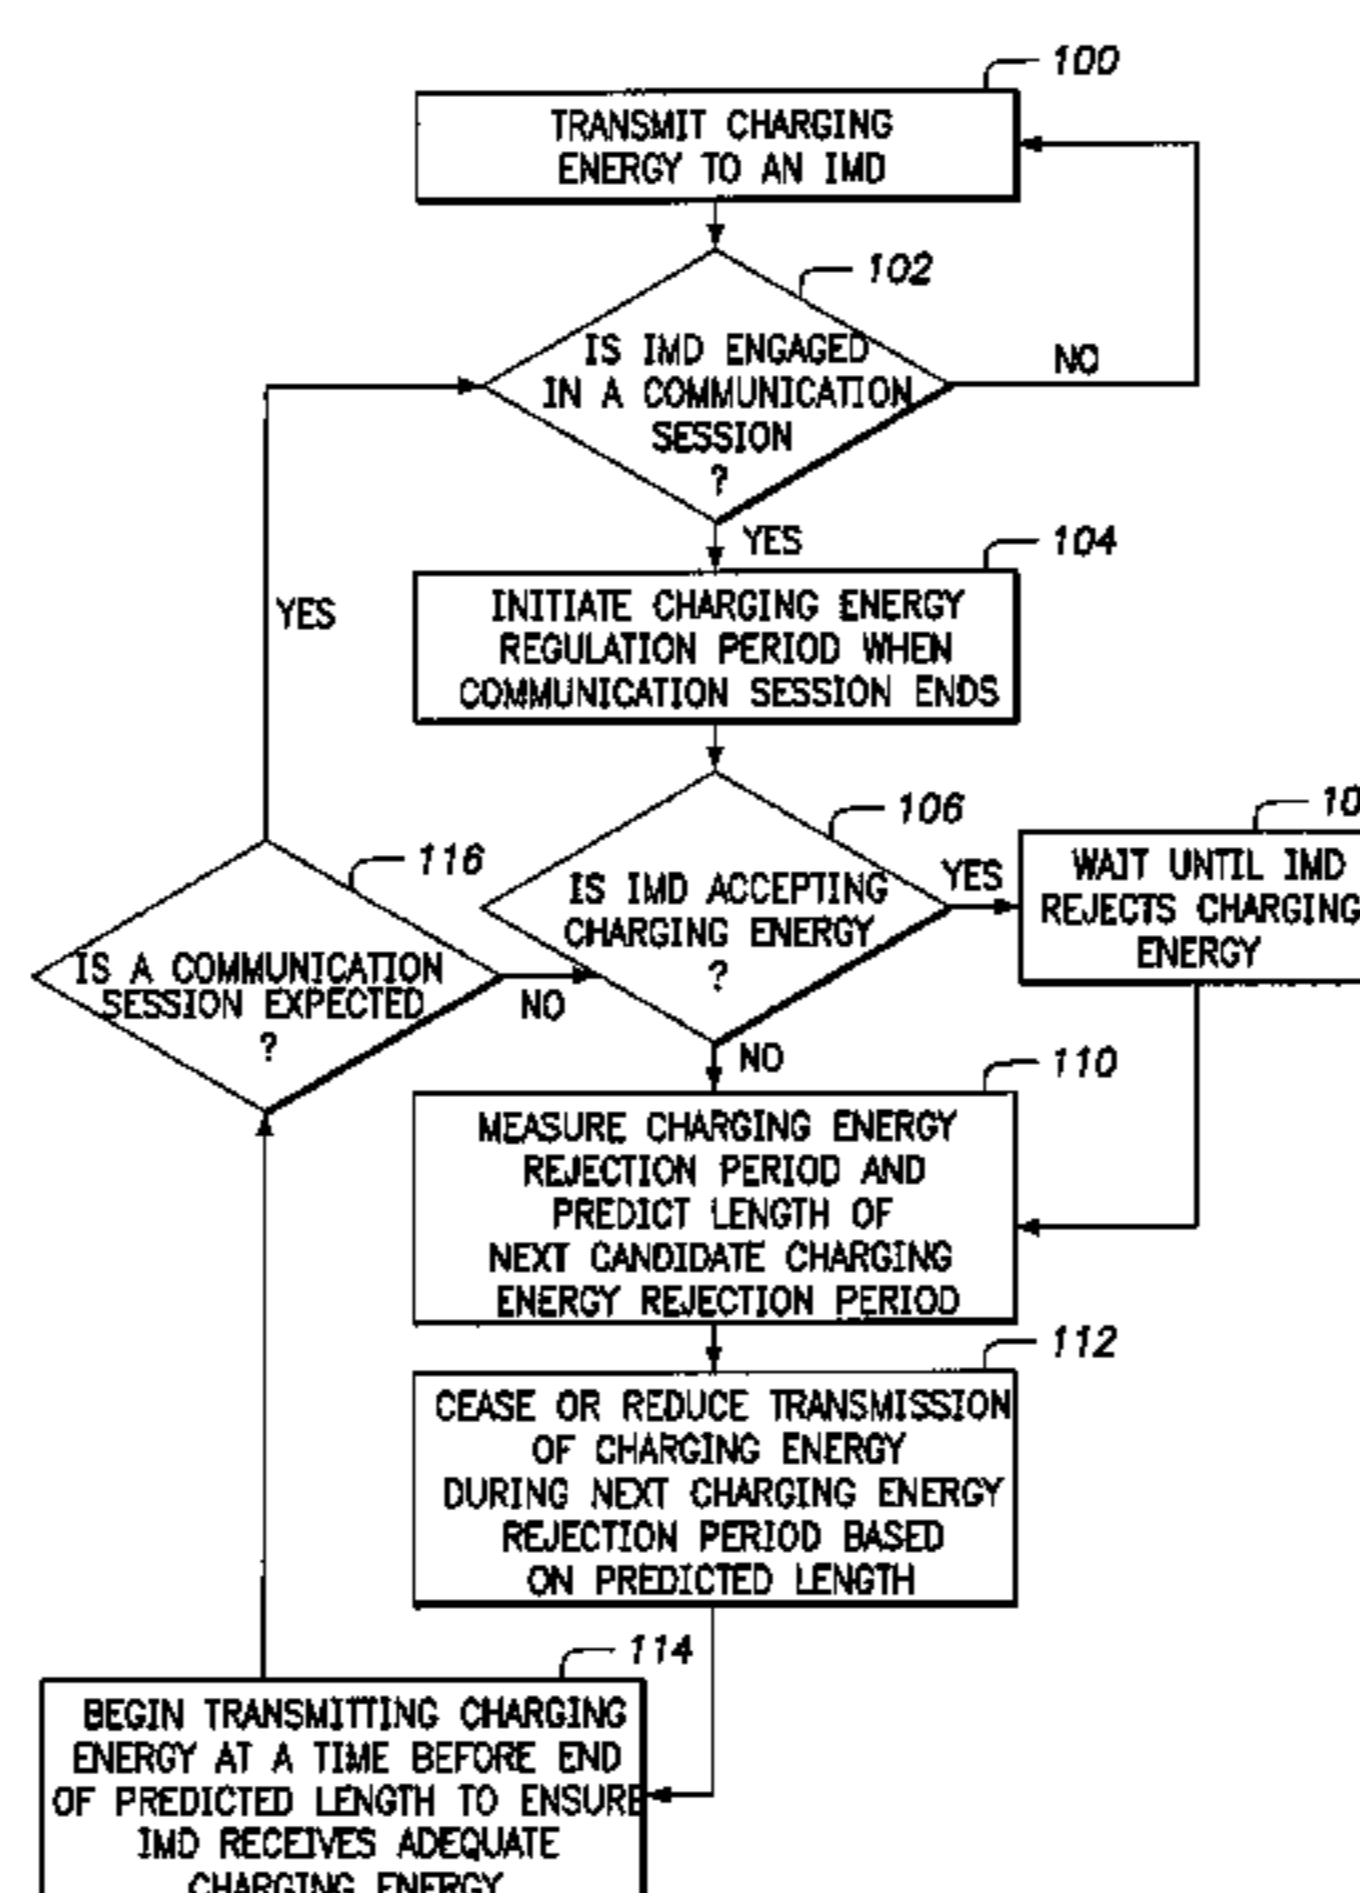 100
TRANSMIT CHARGING
ENERGY TO AN IMD
102
IS IMD ENGAGED
IN A COMMUNICATION
SESSION
?
NO
YES
104
INITIATE CHARGING ENERGY
REGULATION PERIOD WHEN
COMMUNICATION SESSION ENDS
YES
106
IS IMD ACCEPTING
CHARGING ENERGY
?
YES
10
WAIT UNTIL IMD
REJECTS CHARGING
ENERGY
116
IS A COMMUNICATION
SESSION EXPECTED
?
NO
NO
110
MEASURE CHARGING ENERGY
REJECTION PERIOD AND
PREDICT LENGTH OF
NEXT CANDIDATE CHARGING
ENERGY REJECTION PERIOD
112
CEASE OR REDUCE TRANSMISSION
OF CHARGING ENERGY
DURING NEXT CHARGING ENERGY
REJECTION PERIOD BASED
ON PREDICTED LENGTH
114
BEGIN TRANSMITTING CHARGING
ENERGY AT A TIME BEFORE END
OF PREDICTED LENGTH TO ENSURE
IMD RECEIVES ADEQUATE
CHARGING ENERGY